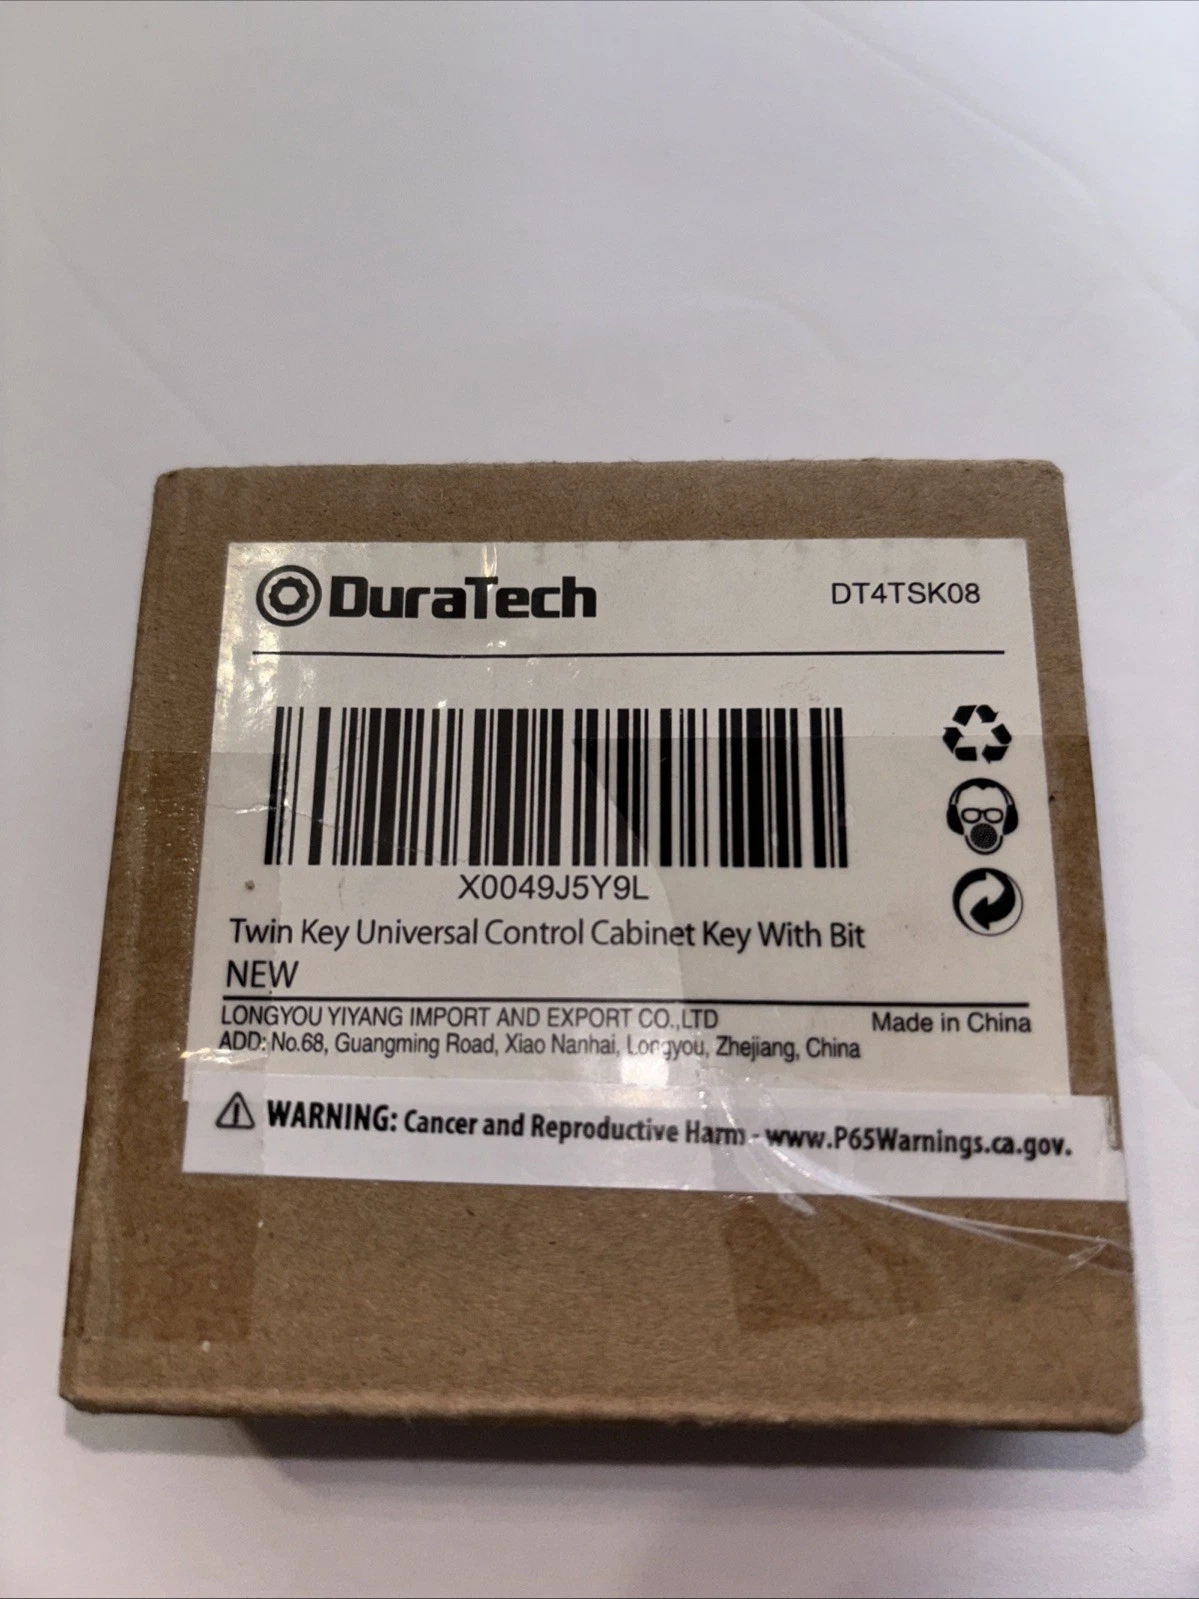 DuraTech
DT4TSK08
X0049J5Y9L
Twin Key Universal Control Cabinet Key With Bit
NEW
LONGYOU YIYANG IMPORT AND EXPORT CO.,LTD
Made in China
ADD: No.68, Guangming Road, Xiao Nanhai, Longyou, Zhejiang, China
WARNING: Cancer and Reproductive Harm - www.P65Warnings.ca.gov.